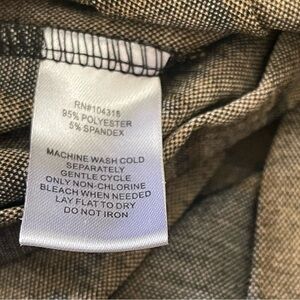 RN#104316
95% POLYESTER
5% SPANDEX
MACHINE WASH COLD
SEPARATELY
GENTLE CYCLE
ONLY NON-CHLORINE
BLEACH WHEN NEEDED
LAY FLAT TO DRY
DO NOT IRON